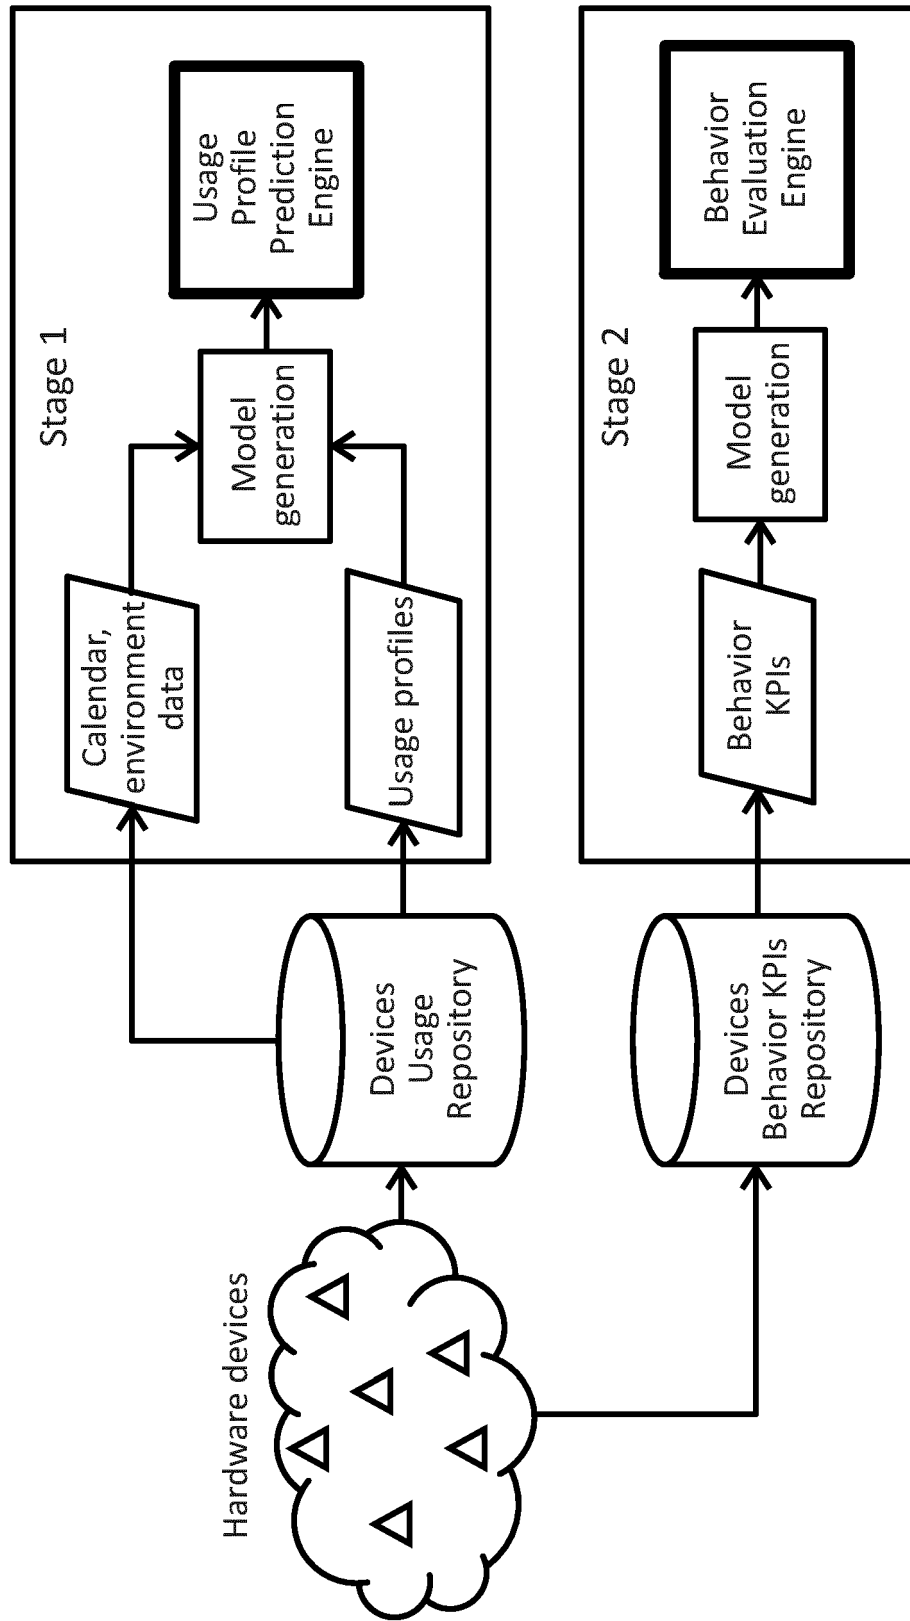 Hardware devices
Devices
Usage
Repository
Devices
Behavior KPIs
Repository
Stage 1
Calendar,
environment
data
Usage profiles
Model
generation
Usage
Profile
Prediction
Engine
Stage 2
Behavior
KPIs
Model
generation
Behavior
Evaluation
Engine